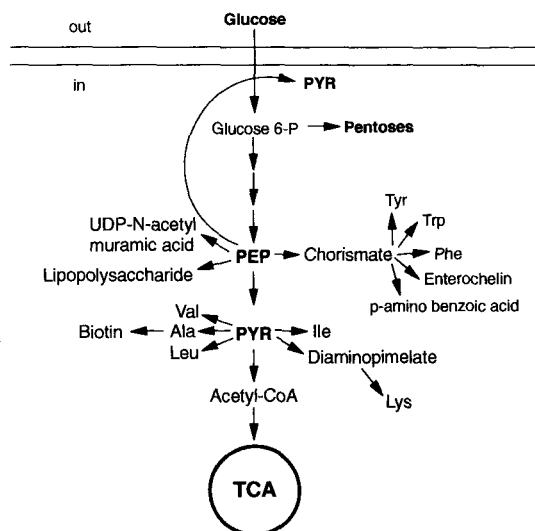 Glucose
out
in
PYR
Glucose 6-P
Pentoses
Tyr
UDP-N-acetyl
muramic acid
Trp
PEP
Chorismate
Phe
Lipopolysaccharide
Enterochelin
p-amino benzoic acid
Val
Biotin
Ala
PYR
Ile
Leu
Diaminopimelate
Acetyl-CoA
Lys
TCA